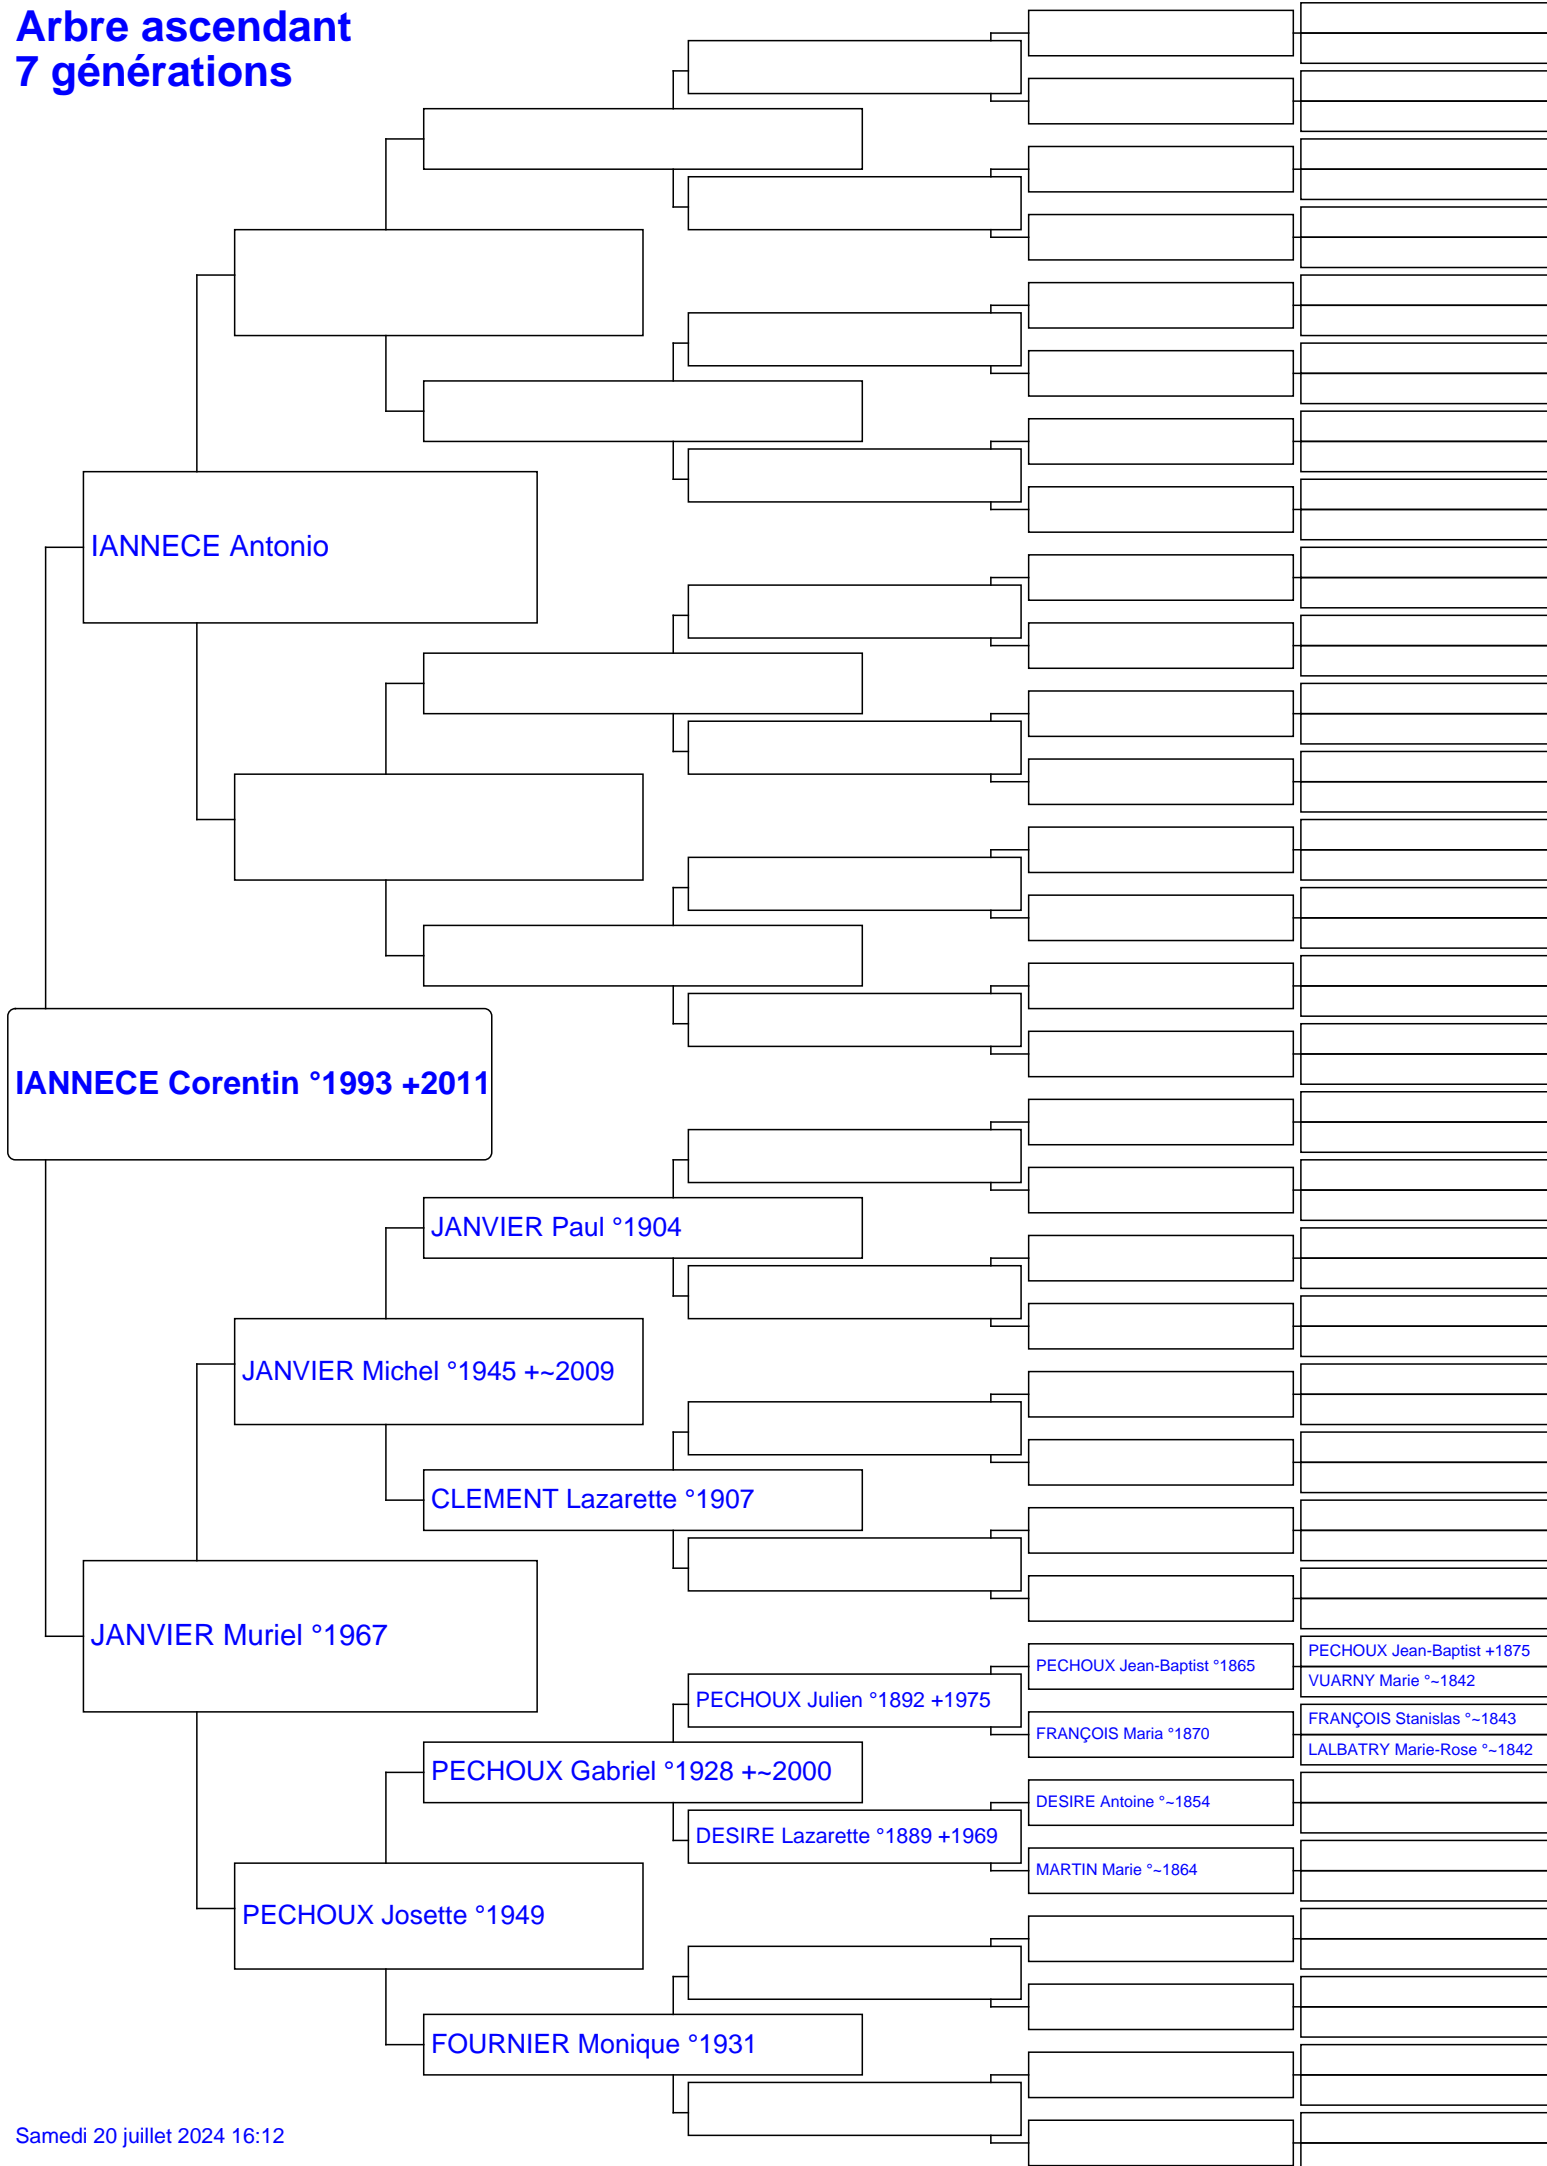 Arbre ascendant
7 générations
IANNECE Antonio
IANNECE Corentin °1993 +2011
JANVIER Paul °1904
JANVIER Michel °1945 +~2009
CLEMENT Lazarette °1907
JANVIER Muriel °1967
PECHOUX Jean-Baptist °1865
PECHOUX Jean-Baptist +1875
VUARNY Marie °~1842
PECHOUX Julien °1892 +1975
FRANÇOIS Maria °1870
FRANÇOIS Stanislas °~1843
LALBATRY Marie-Rose °~1842
PECHOUX Gabriel °1928 +~2000
DESIRE Antoine °~1854
DESIRE Lazarette °1889 +1969
MARTIN Marie °~1864
PECHOUX Josette °1949
FOURNIER Monique °1931
Samedi 20 juillet 2024 16:12